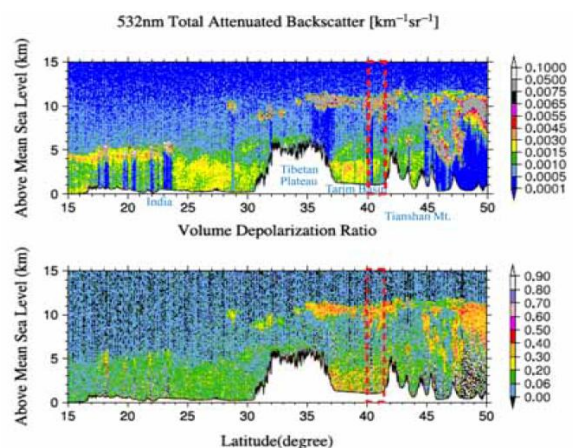 532nm Total Attenuated Backscatter [km⁻¹sr⁻¹]
Above Mean Sea Level (km)
15
10
5
0
15 20 25 30 35 40 45 50
India
Tibetan
Plateau
Tarim Basin
Tianshan Mt.
0.1000
0.0500
0.0075
0.0065
0.0055
0.0045
0.0030
0.0015
0.0010
0.0005
0.0001
Volume Depolarization Ratio
Above Mean Sea Level (km)
15
10
5
0
15 20 25 30 35 40 45 50
0.90
0.80
0.70
0.60
0.50
0.40
0.30
0.20
0.06
0.00
Latitude(degree)